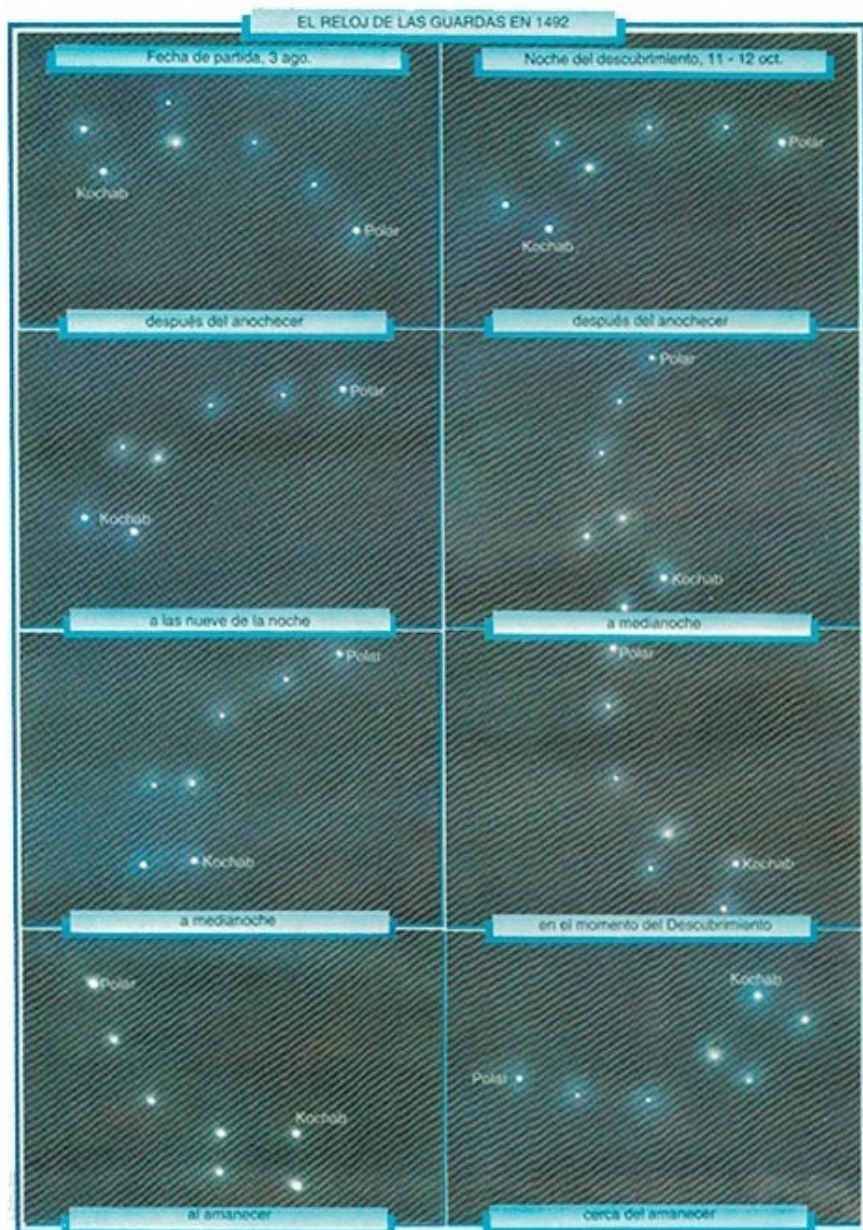 EL RELOJ DE LAS GUARDAS EN 1492
Fecha de partida, 3 ago.
Kochab
Polar
después del anochecer
Polar
Kochab
a las nueve de la noche
Polar
Kochab
a medianoche
Polar
Kochab
al amanecer
Noche del descubrimiento, 11 - 12 oct.
Polar
Kochab
después del anochecer
Polar
Kochab
a medianoche
Polar
Kochab
en el momento del Descubrimiento
Kochab
Polar
cerca del amanecer